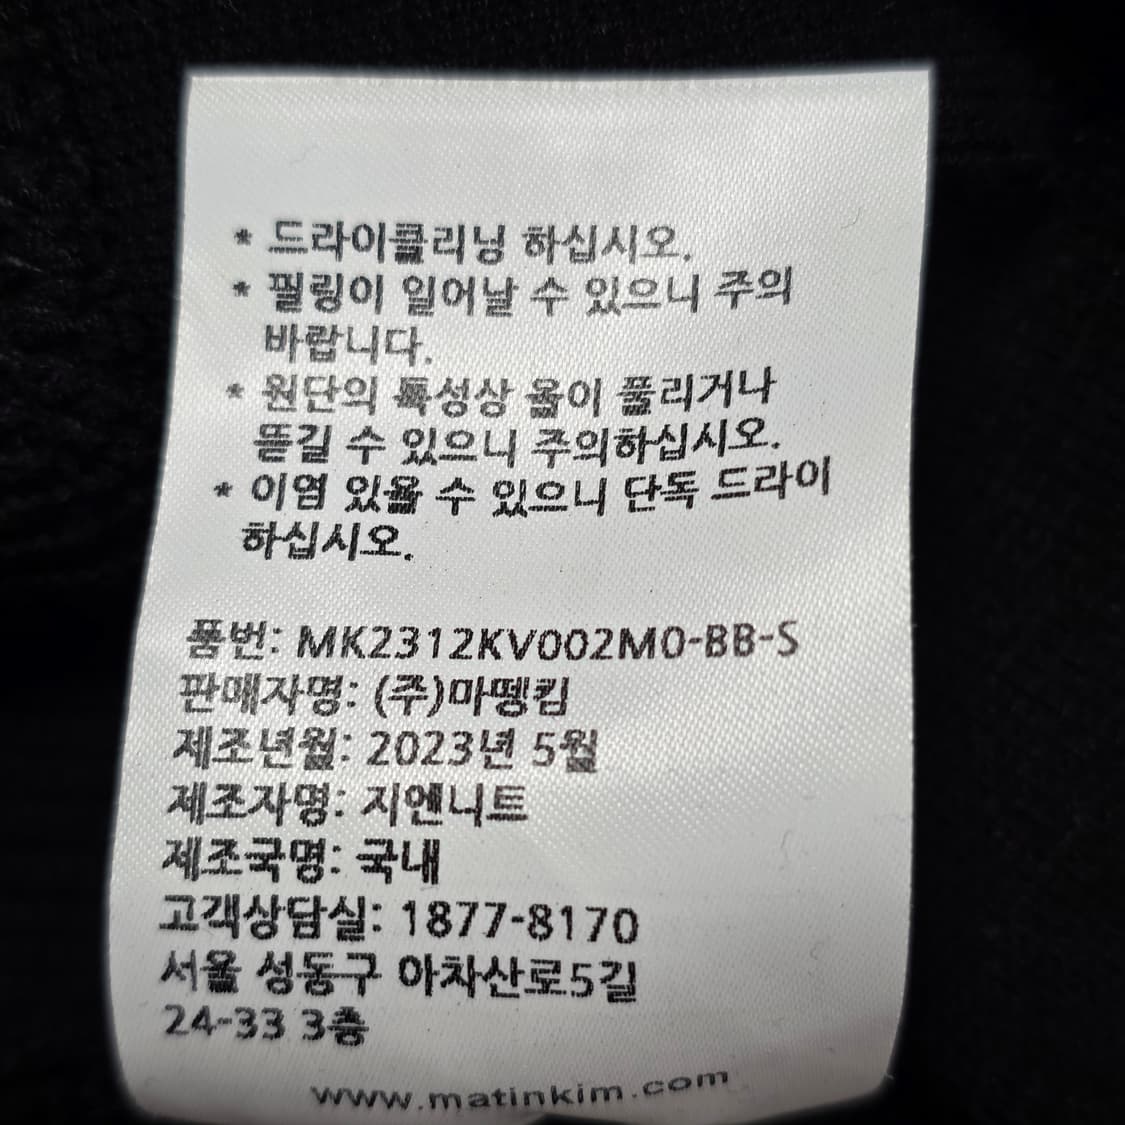 * 드라이클리닝 하십시오.
* 필링이 일어날 수 있으니 주의
바랍니다.
* 원단의 특성상 올이 풀리거나
뜯길 수 있으니 주의하십시오.
* 이염 있을 수 있으니 단독 드라이
하십시오.
품번: MK2312KV002M0-BB-S
판매자명: (주)마뗑킴
제조년월: 2023년 5월
제조자명: 지엔니트
제조국명: 국내
고객상담실: 1877-8170
서울 성동구 아차산로5길
24-33 3층
www.matinkim.com